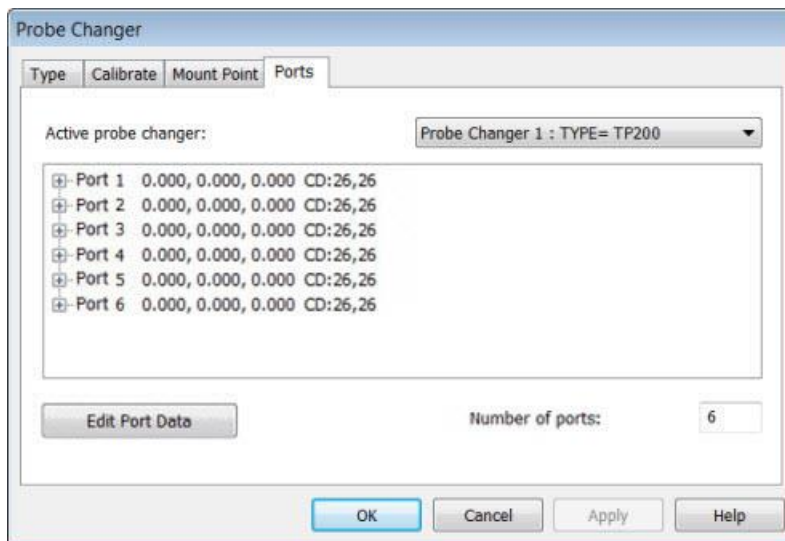 Probe Changer
Type Calibrate Mount Point Ports
Active probe changer: Probe Changer 1 : TYPE= TP200
Port 1 0.000, 0.000, 0.000 CD:26,26
Port 2 0.000, 0.000, 0.000 CD:26,26
Port 3 0.000, 0.000, 0.000 CD:26,26
Port 4 0.000, 0.000, 0.000 CD:26,26
Port 5 0.000, 0.000, 0.000 CD:26,26
Port 6 0.000, 0.000, 0.000 CD:26,26
Edit Port Data Number of ports: 6
OK Cancel Apply Help